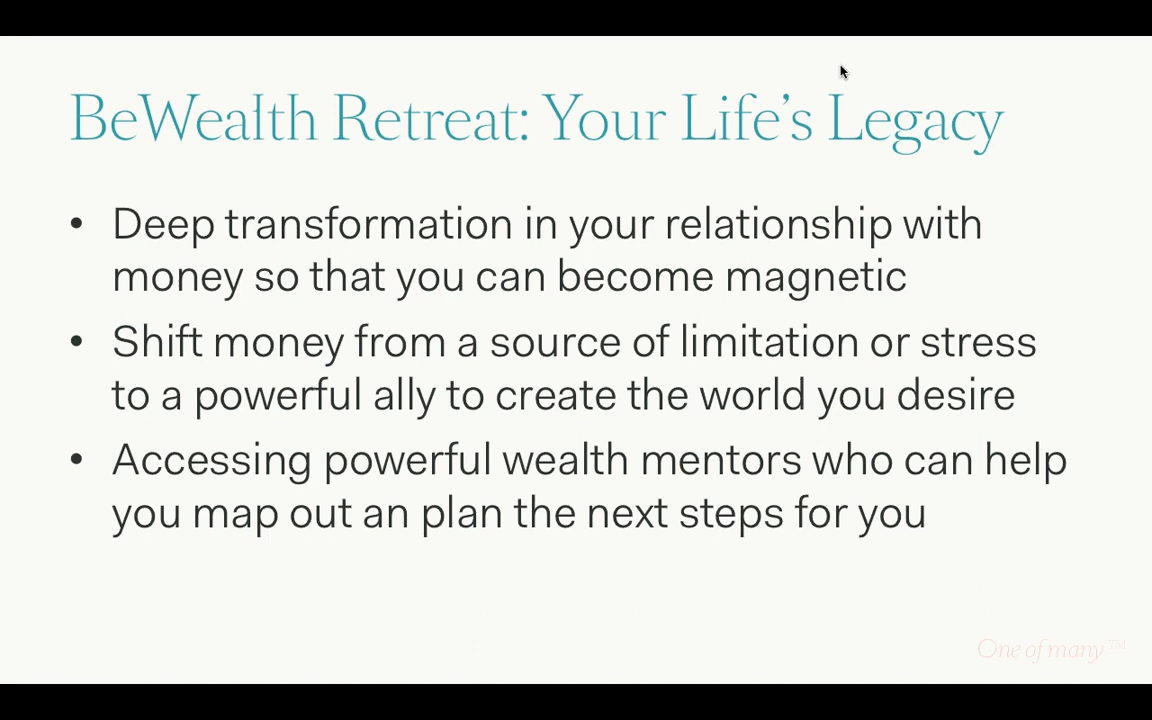 BeWealth Retreat: Your Life’s Legacy
• Deep transformation in your relationship with
money so that you can become magnetic
• Shift money from a source of limitation or stress
to a powerful ally to create the world you desire
• Accessing powerful wealth mentors who can help
you map out an plan the next steps for you
One of many ™